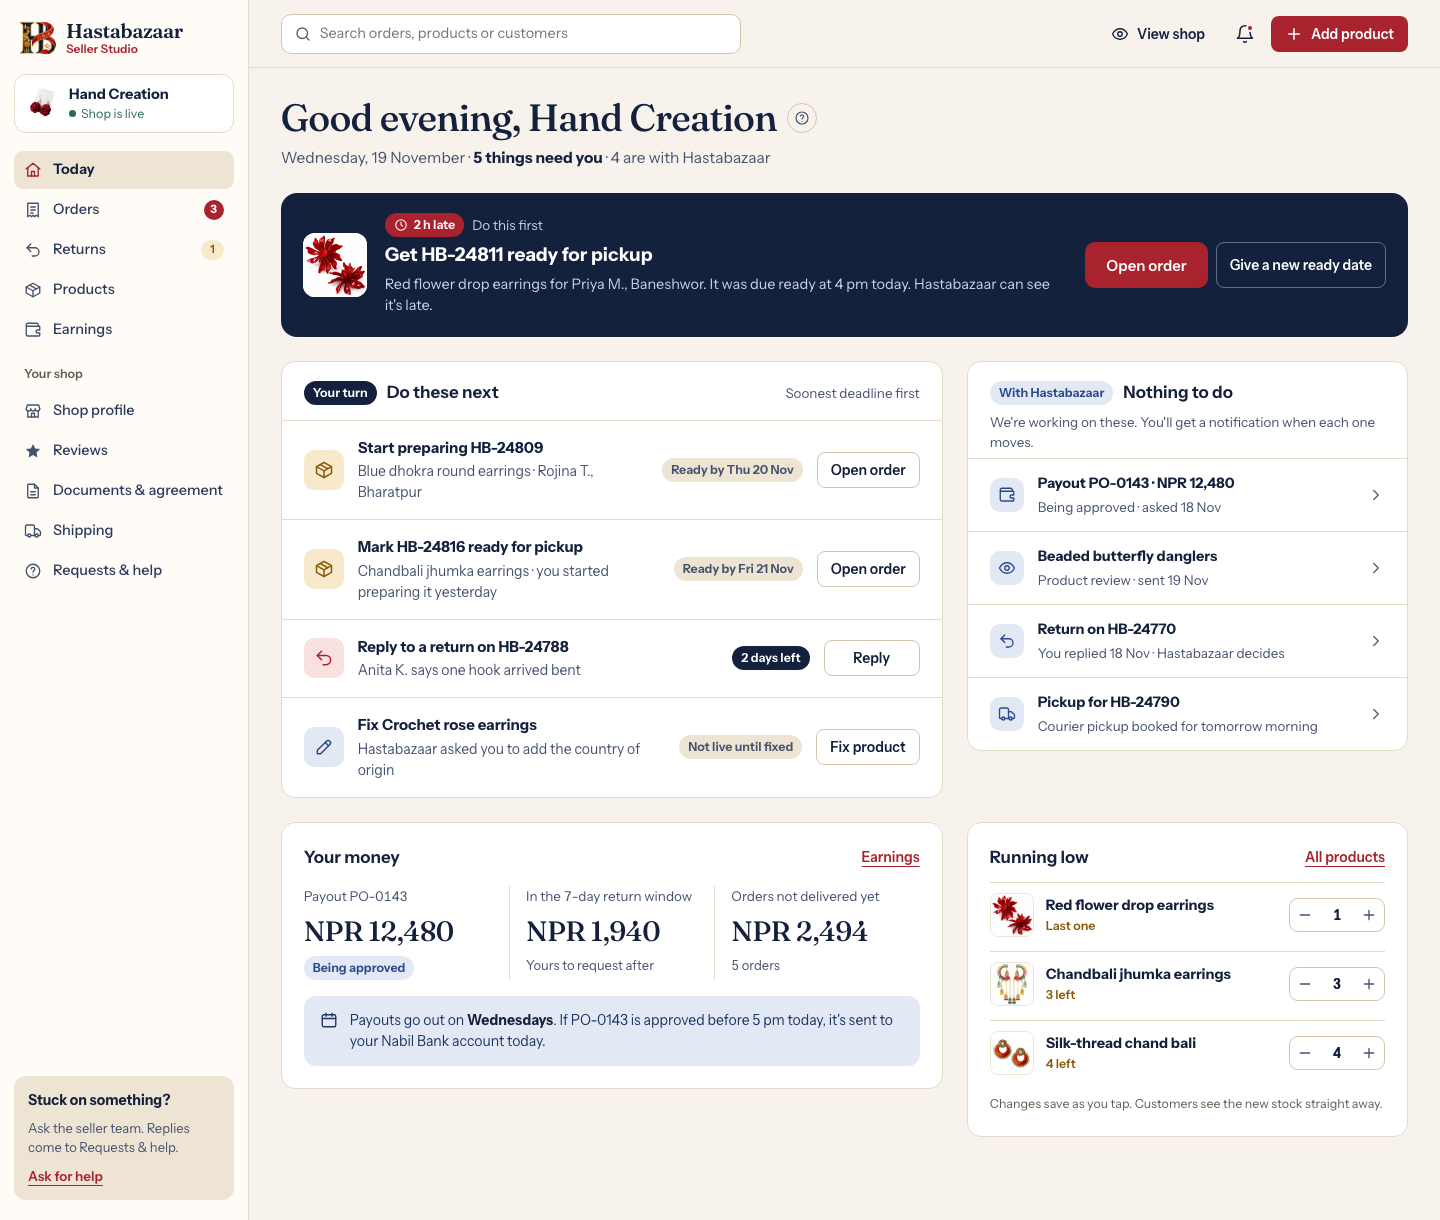 Hastabazaar
Seller Studio
Hand Creation
Shop is live
Today
Orders
3
Returns
1
Products
Earnings
Your shop
Shop profile
Reviews
Documents & agreement
Shipping
Requests & help
Stuck on something?
Ask the seller team. Replies
come to Requests & help.
Ask for help
Search orders, products or customers
View shop
Add product
Good evening, Hand Creation
Wednesday, 19 November · 5 things need you · 4 are with Hastabazaar
2 h late
Do this first
Get HB-24811 ready for pickup
Red flower drop earrings for Priya M., Baneshwor. It was due ready at 4 pm today. Hastabazaar can see
it's late.
Open order
Give a new ready date
Your turn
Do these next
Soonest deadline first
Start preparing HB-24809
Blue dhokra round earrings · Rojina T.,
Bharatpur
Ready by Thu 20 Nov
Open order
Mark HB-24816 ready for pickup
Chandbali jhumka earrings · you started
preparing it yesterday
Ready by Fri 21 Nov
Open order
Reply to a return on HB-24788
Anita K. says one hook arrived bent
2 days left
Reply
Fix Crochet rose earrings
Hastabazaar asked you to add the country of
origin
Not live until fixed
Fix product
With Hastabazaar
Nothing to do
We're working on these. You'll get a notification when each one
moves.
Payout PO-0143 · NPR 12,480
Being approved · asked 18 Nov
Beaded butterfly danglers
Product review · sent 19 Nov
Return on HB-24770
You replied 18 Nov · Hastabazaar decides
Pickup for HB-24790
Courier pickup booked for tomorrow morning
Your money
Earnings
Payout PO-0143
NPR 12,480
Being approved
In the 7-day return window
NPR 1,940
Yours to request after
Orders not delivered yet
NPR 2,494
5 orders
Payouts go out on Wednesdays. If PO-0143 is approved before 5 pm today, it's sent to
your Nabil Bank account today.
Running low
All products
Red flower drop earrings
Last one
1
Chandbali jhumka earrings
3 left
3
Silk-thread chand bali
4 left
4
Changes save as you tap. Customers see the new stock straight away.